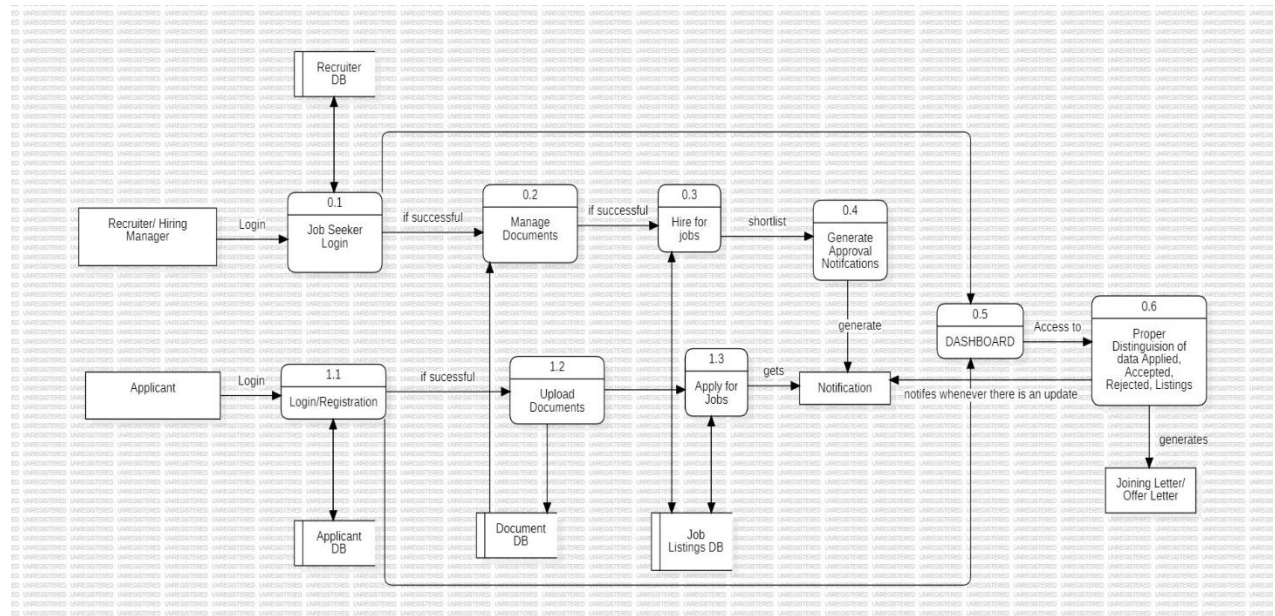 Recruiter
DB
0.1
Job Seeker
Login
Recruiter/ Hiring
Manager
Login
if successful
0.2
Manage
Documents
if successful
0.3
Hire for
jobs
shortlist
0.4
Generate
Approval
Notifcations
generate
0.5
DASHBOARD
Access to
0.6
Proper
Distinguision of
data Applied,
Accepted,
Rejected, Listings
Applicant
Login
1.1
Login/Registration
if sucessful
1.2
Upload
Documents
1.3
Apply for
Jobs
gets
Notification
notifes whenever there is an update
generates
Joining Letter/
Offer Letter
Applicant
DB
Document
DB
Job
Listings DB
UNREGISTERED